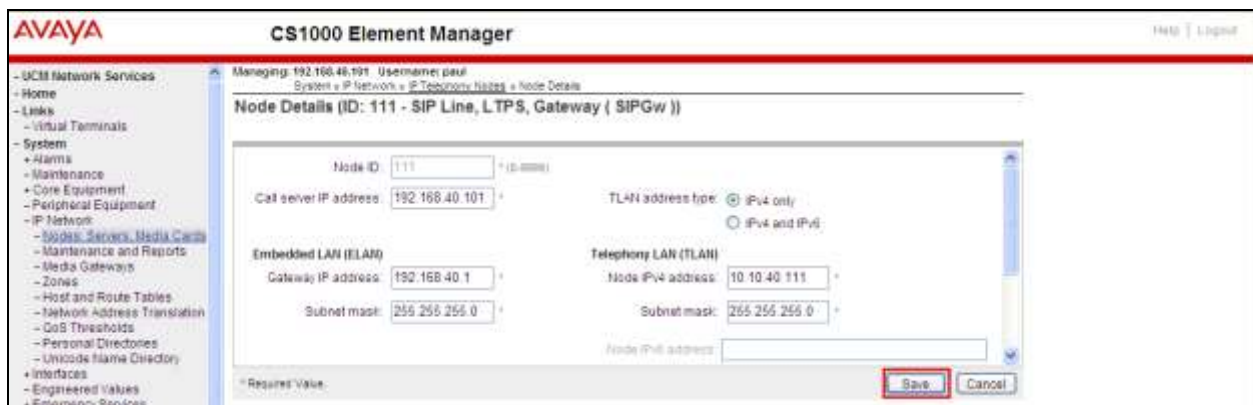 AVAYA
CS1000 Element Manager
Help | Logout
- UCM Network Services
- Home
- Links
- Virtual Terminals
- System
+ Alarms
- Maintenance
+ Core Equipment
- Peripheral Equipment
- IP Network
- Nodes: Servers, Media Cards
- Maintenance and Reports
- Media Gateways
- Zones
- Host and Route Tables
- Network Address Translation
- QoS Thresholds
- Personal Directories
- Unicode Name Directory
+ Interfaces
- Engineered Values
+ Emergency Services
Managing: 192.168.40.101 Username: paul
System » IP Network » IP Telephony Nodes » Node Details
Node Details (ID: 111 - SIP Line, LTPS, Gateway ( SIPGw ))
Node ID: 111 * (0-9999)
Call server IP address: 192.168.40.101 *
TLAN address type: IPv4 only
IPv4 and IPv6
Embedded LAN (ELAN)
Telephony LAN (TLAN)
Gateway IP address: 192.168.40.1 *
Node IPv4 address: 10.10.40.111 *
Subnet mask: 255.255.255.0 *
Subnet mask: 255.255.255.0 *
Node IPv6 address:
* Required Value.
Save
Cancel